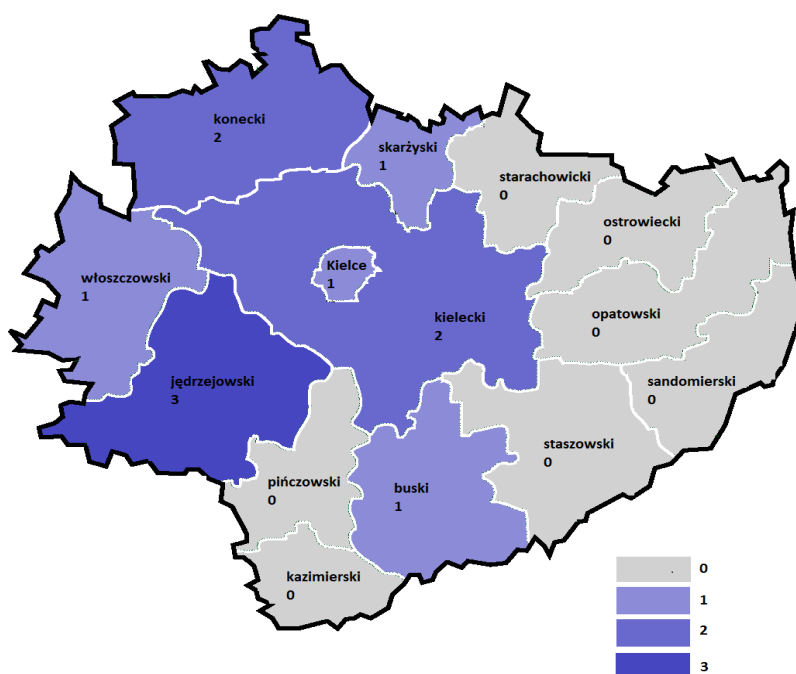 konecki
2
skarżyski
1
starachowicki
0
ostrowiecki
0
włoszczowski
1
Kielce
1
kielecki
2
opatowski
0
jędrzejowski
3
sandomierski
0
staszowski
0
pińczowski
0
buski
1
kazimierski
0
0
1
2
3